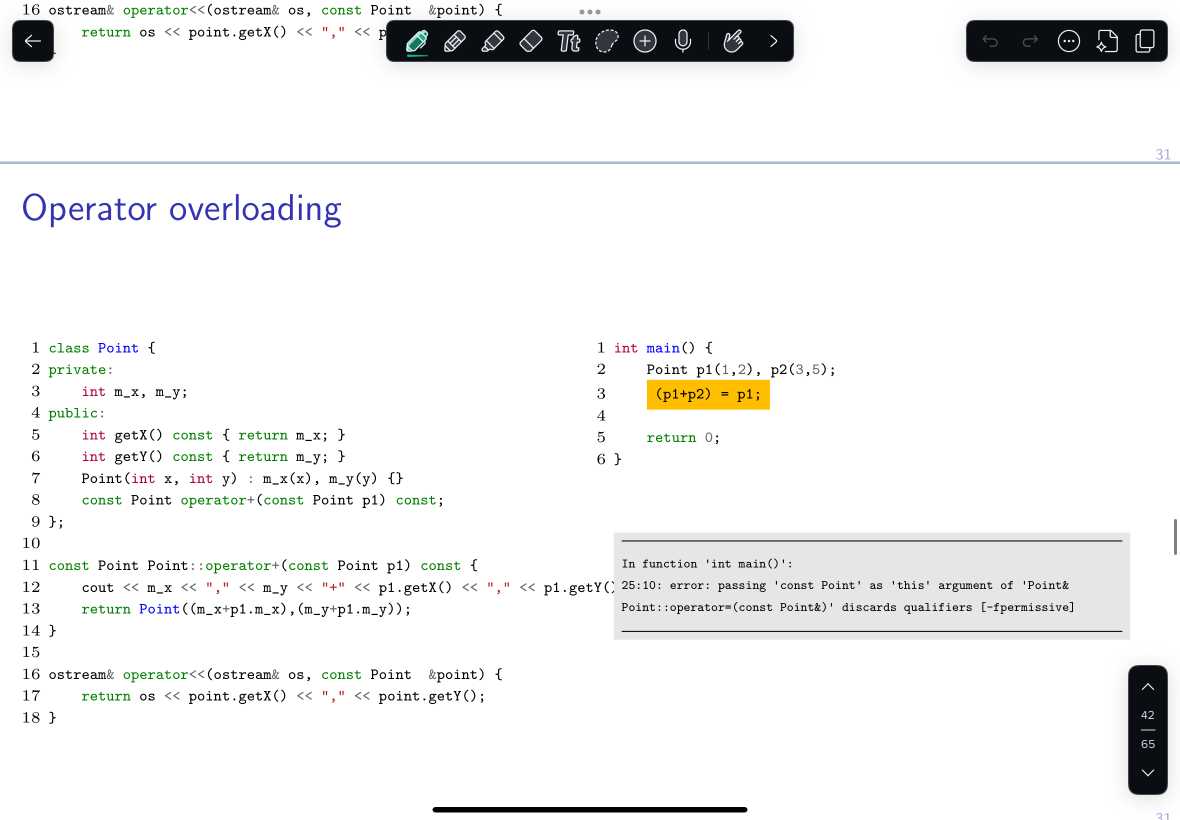 16 ostream& operator<<(ostream& os, const Point  &point) {
return os << point.getX() << "," << p
Tt
31
Operator overloading
1 class Point {
2 private:
3     int m_x, m_y;
4 public:
5     int getX() const { return m_x; }
6     int getY() const { return m_y; }
7     Point(int x, int y) : m_x(x), m_y(y) {}
8     const Point operator+(const Point p1) const;
9 };
10
11 const Point Point::operator+(const Point p1) const {
12     cout << m_x << "," << m_y << "+" << p1.getX() << "," << p1.getY()
13     return Point((m_x+p1.m_x),(m_y+p1.m_y));
14 }
15
16 ostream& operator<<(ostream& os, const Point  &point) {
17     return os << point.getX() << "," << point.getY();
18 }
1 int main() {
2     Point p1(1,2), p2(3,5);
3     (p1+p2) = p1;
4
5     return 0;
6 }
In function 'int main()':
25:10: error: passing 'const Point' as 'this' argument of 'Point&
Point::operator=(const Point&)' discards qualifiers [-fpermissive]
42
65
31